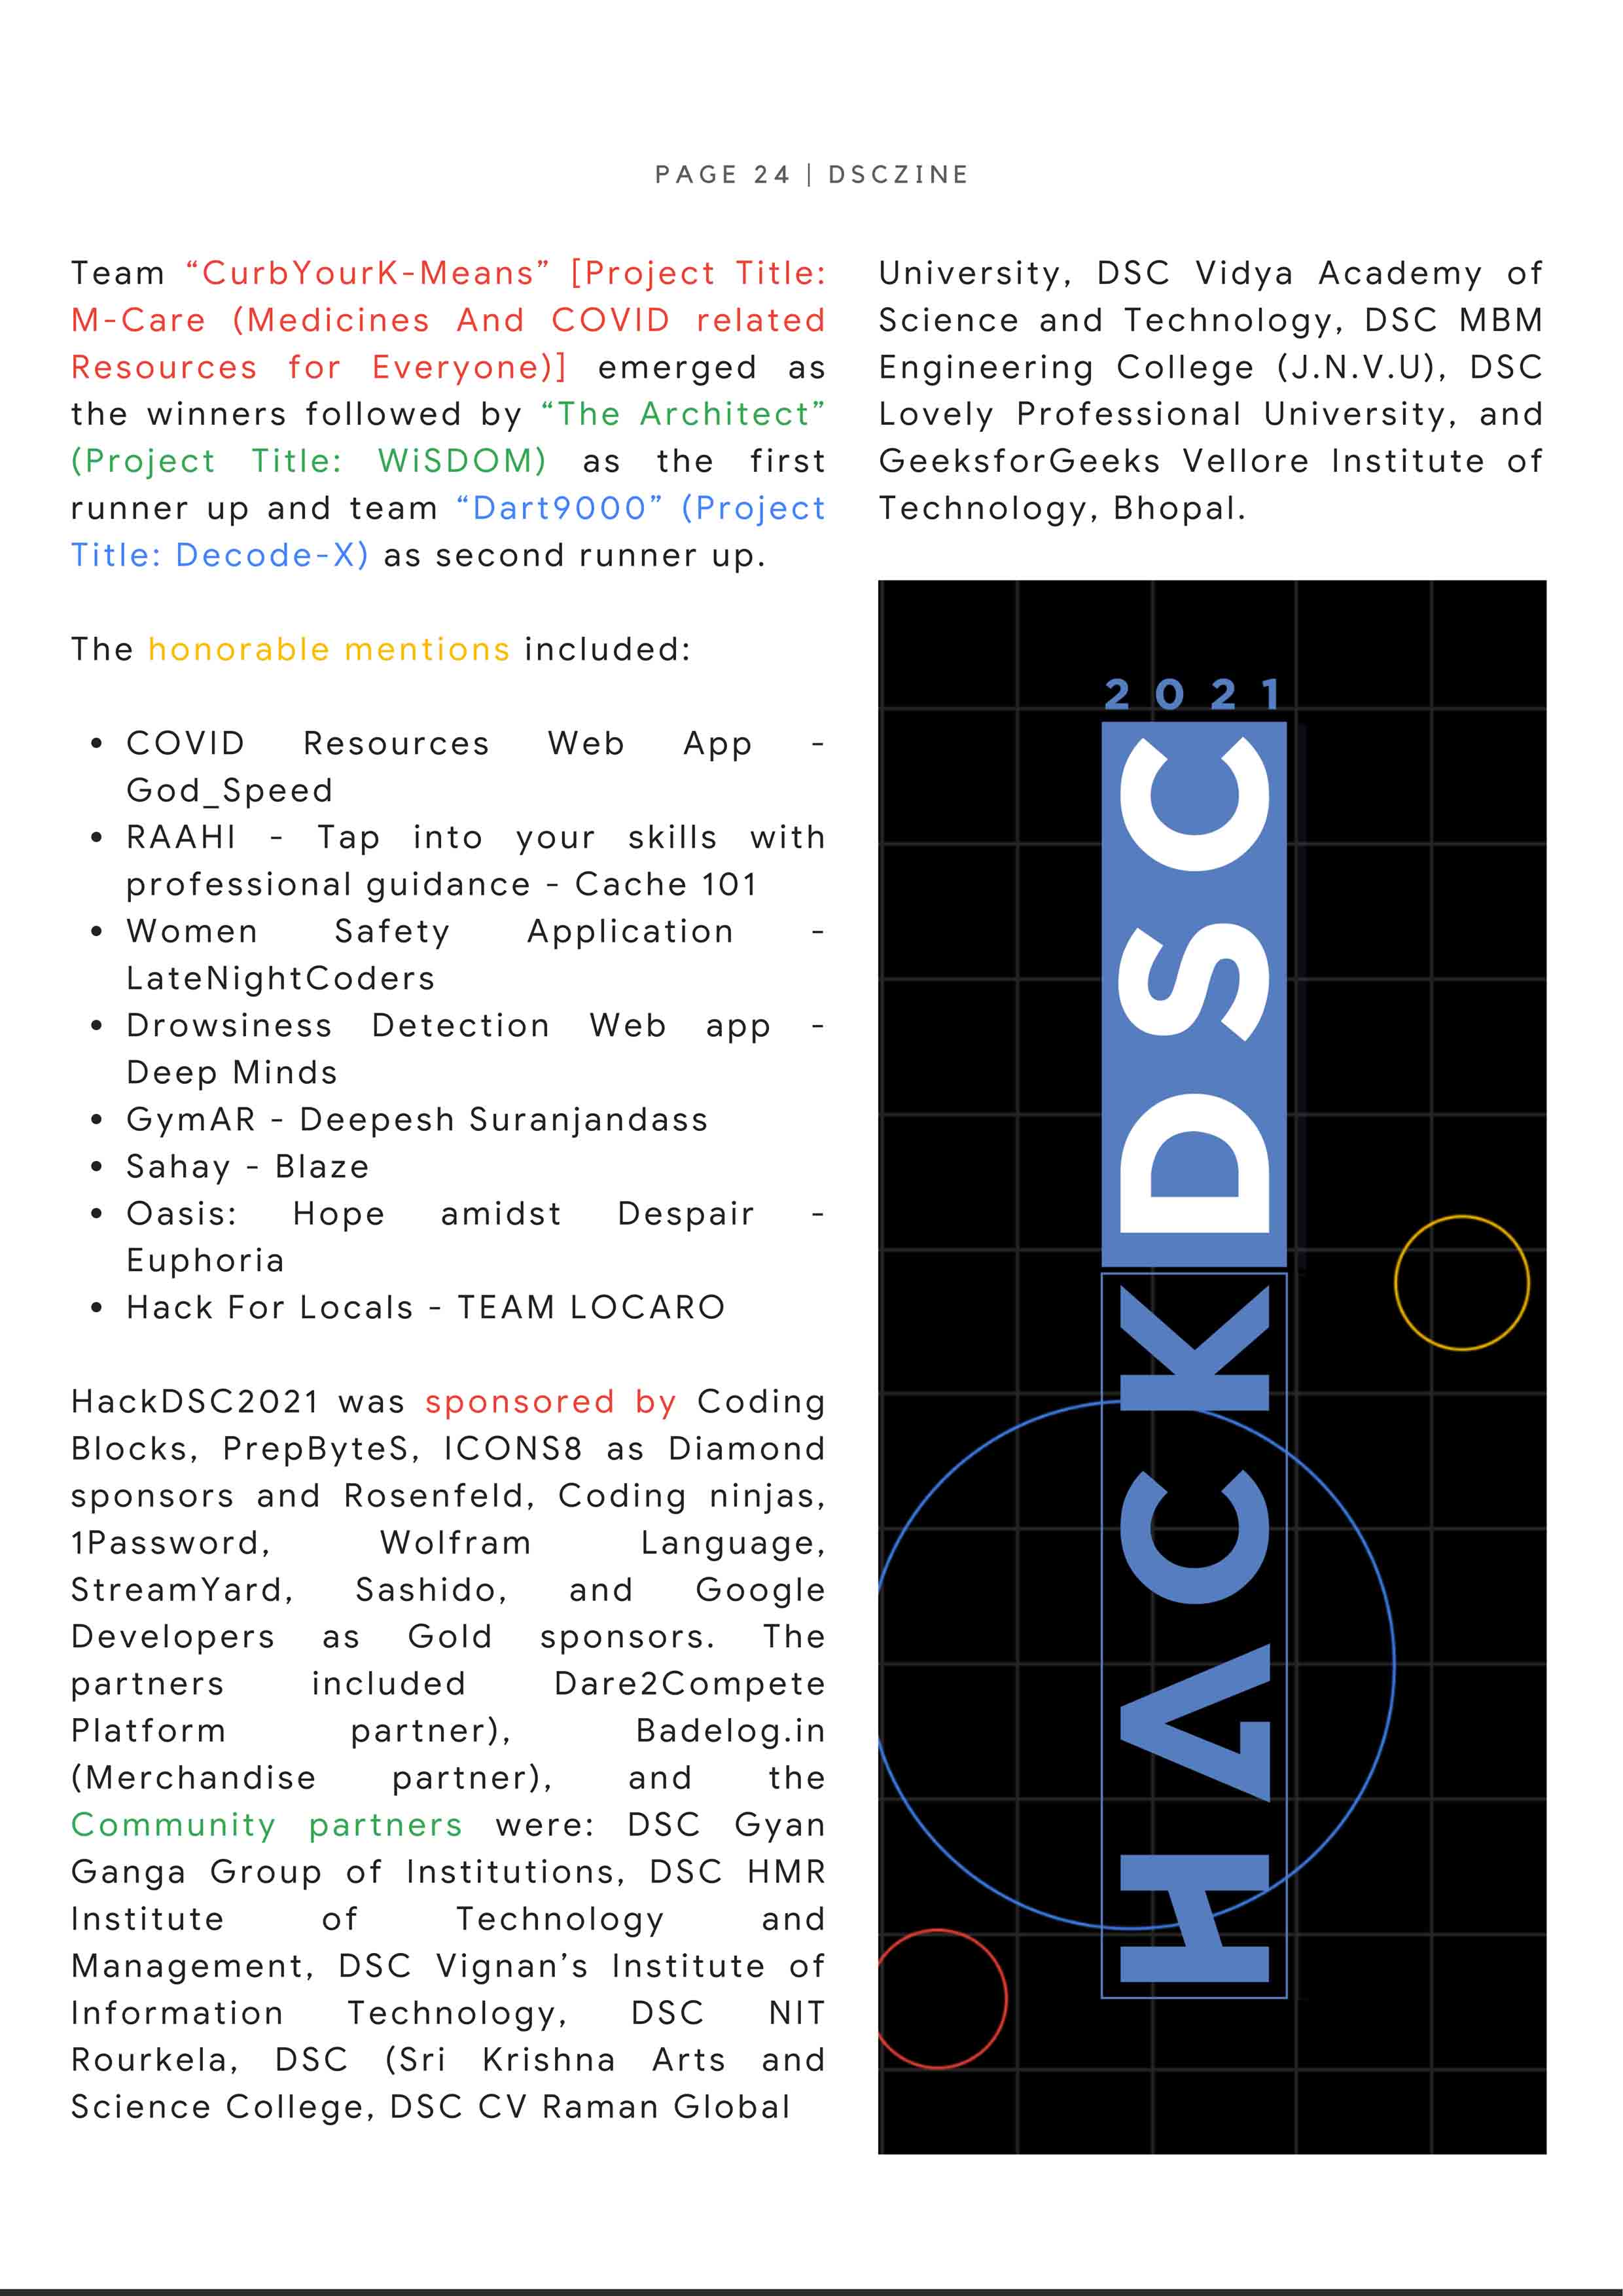 PAGE 24 | DSCZINE
Team “CurbYourK-Means” [Project Title:
M-Care (Medicines And COVID related
Resources for Everyone)] emerged as
the winners followed by “The Architect”
(Project Title: WiSDOM) as the first
runner up and team “Dart9000” (Project
Title: Decode-X) as second runner up.
The honorable mentions included:
• COVID Resources Web App -
God_Speed
• RAAHI - Tap into your skills with
professional guidance - Cache 101
• Women Safety Application -
LateNightCoders
• Drowsiness Detection Web app -
Deep Minds
• GymAR - Deepesh Suranjandass
• Sahay - Blaze
• Oasis: Hope amidst Despair -
Euphoria
• Hack For Locals - TEAM LOCARO
HackDSC2021 was sponsored by Coding
Blocks, PrepByteS, ICONS8 as Diamond
sponsors and Rosenfeld, Coding ninjas,
1Password, Wolfram Language,
StreamYard, Sashido, and Google
Developers as Gold sponsors. The
partners included Dare2Compete
Platform partner), Badelog.in
(Merchandise partner), and the
Community partners were: DSC Gyan
Ganga Group of Institutions, DSC HMR
Institute of Technology and
Management, DSC Vignan’s Institute of
Information Technology, DSC NIT
Rourkela, DSC (Sri Krishna Arts and
Science College, DSC CV Raman Global
University, DSC Vidya Academy of
Science and Technology, DSC MBM
Engineering College (J.N.V.U), DSC
Lovely Professional University, and
GeeksforGeeks Vellore Institute of
Technology, Bhopal.
2021
HACKDSC